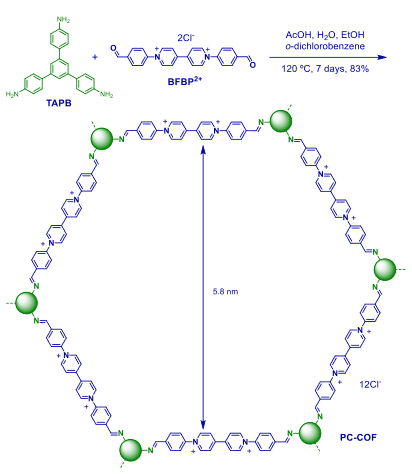 NH₂
H₂N
NH₂
TAPB
+
2Cl⁻
O
N⁺
⁺N
O
BFBP²⁺
AcOH, H₂O, EtOH
o-dichlorobenzene
120 ºC, 7 days, 83%
5.8 nm
12Cl⁻
PC-COF